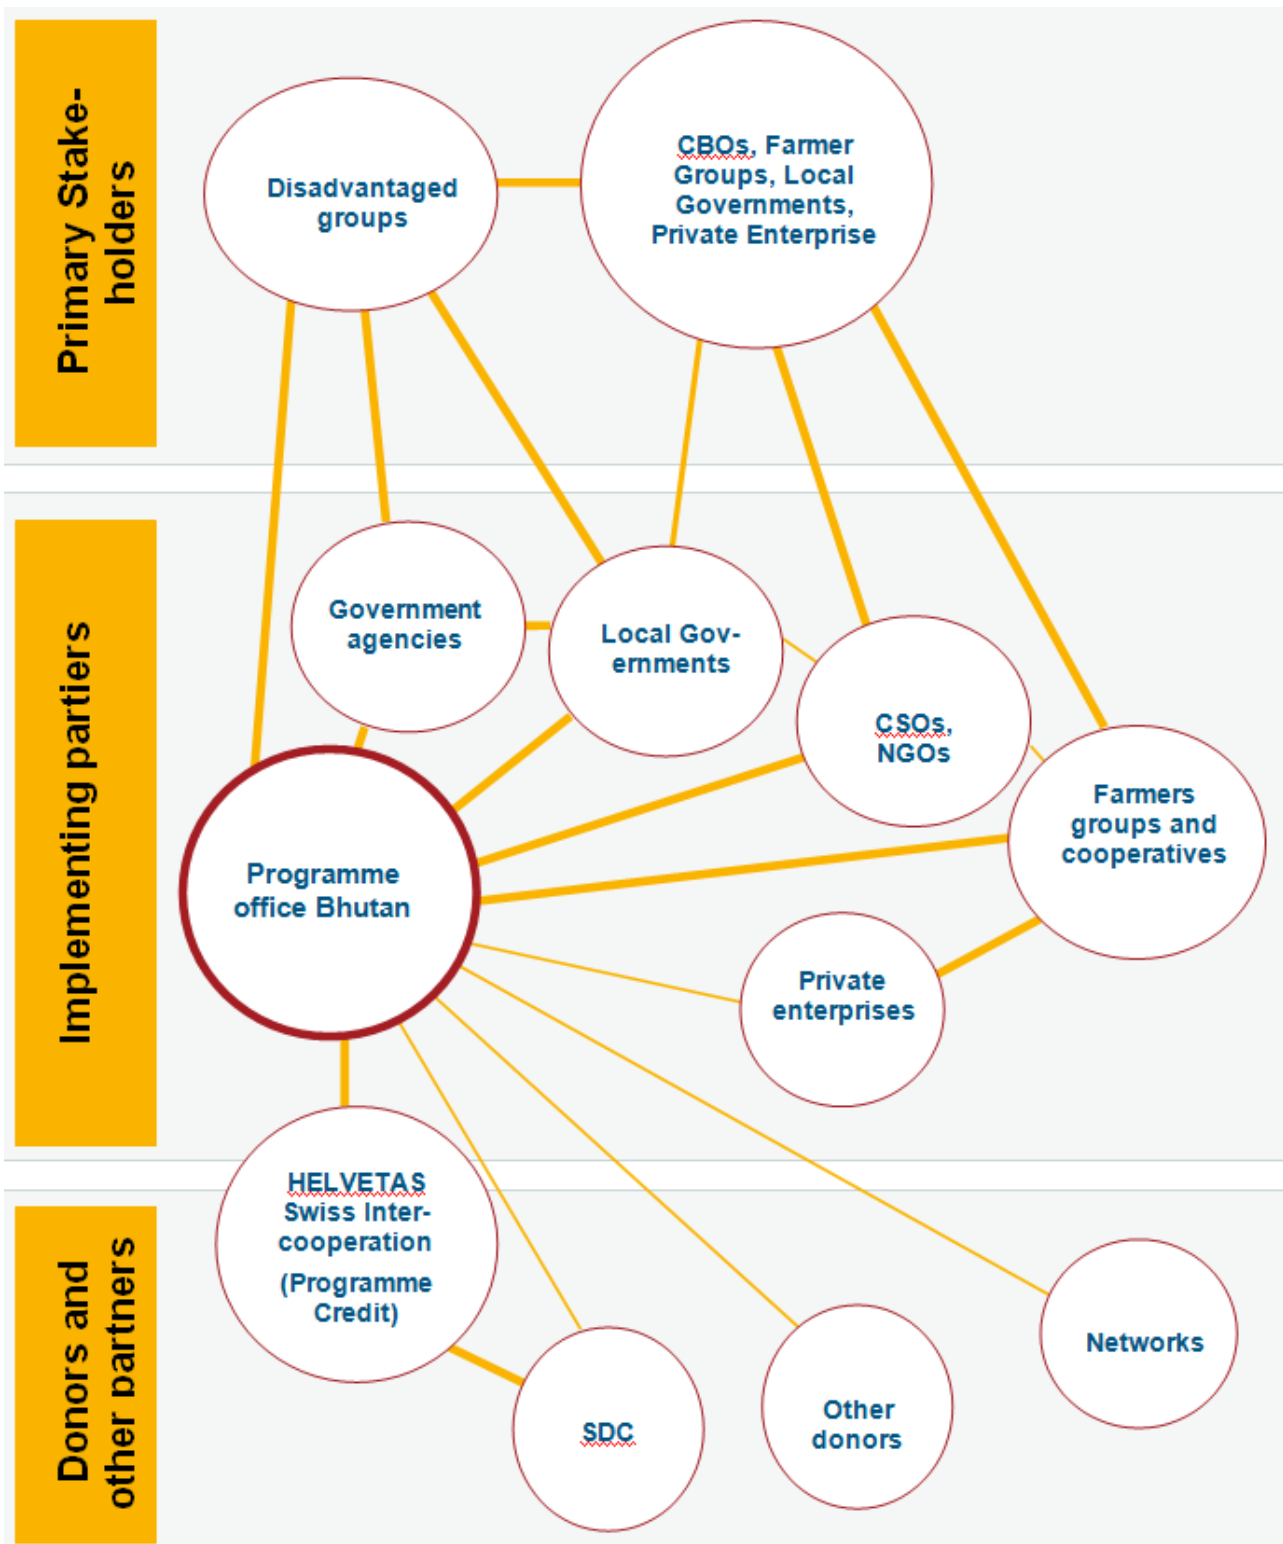 Primary Stake-
holders
Disadvantaged
groups
CBOs, Farmer
Groups, Local
Governments,
Private Enterprise
Implementing partiers
Government
agencies
Local Gov-
ernments
CSOs,
NGOs
Farmers
groups and
cooperatives
Programme
office Bhutan
Private
enterprises
Donors and
other bartners
HELVETAS
Swiss Inter-
cooperation
(Programme
Credit)
SDC
Other
donors
Networks